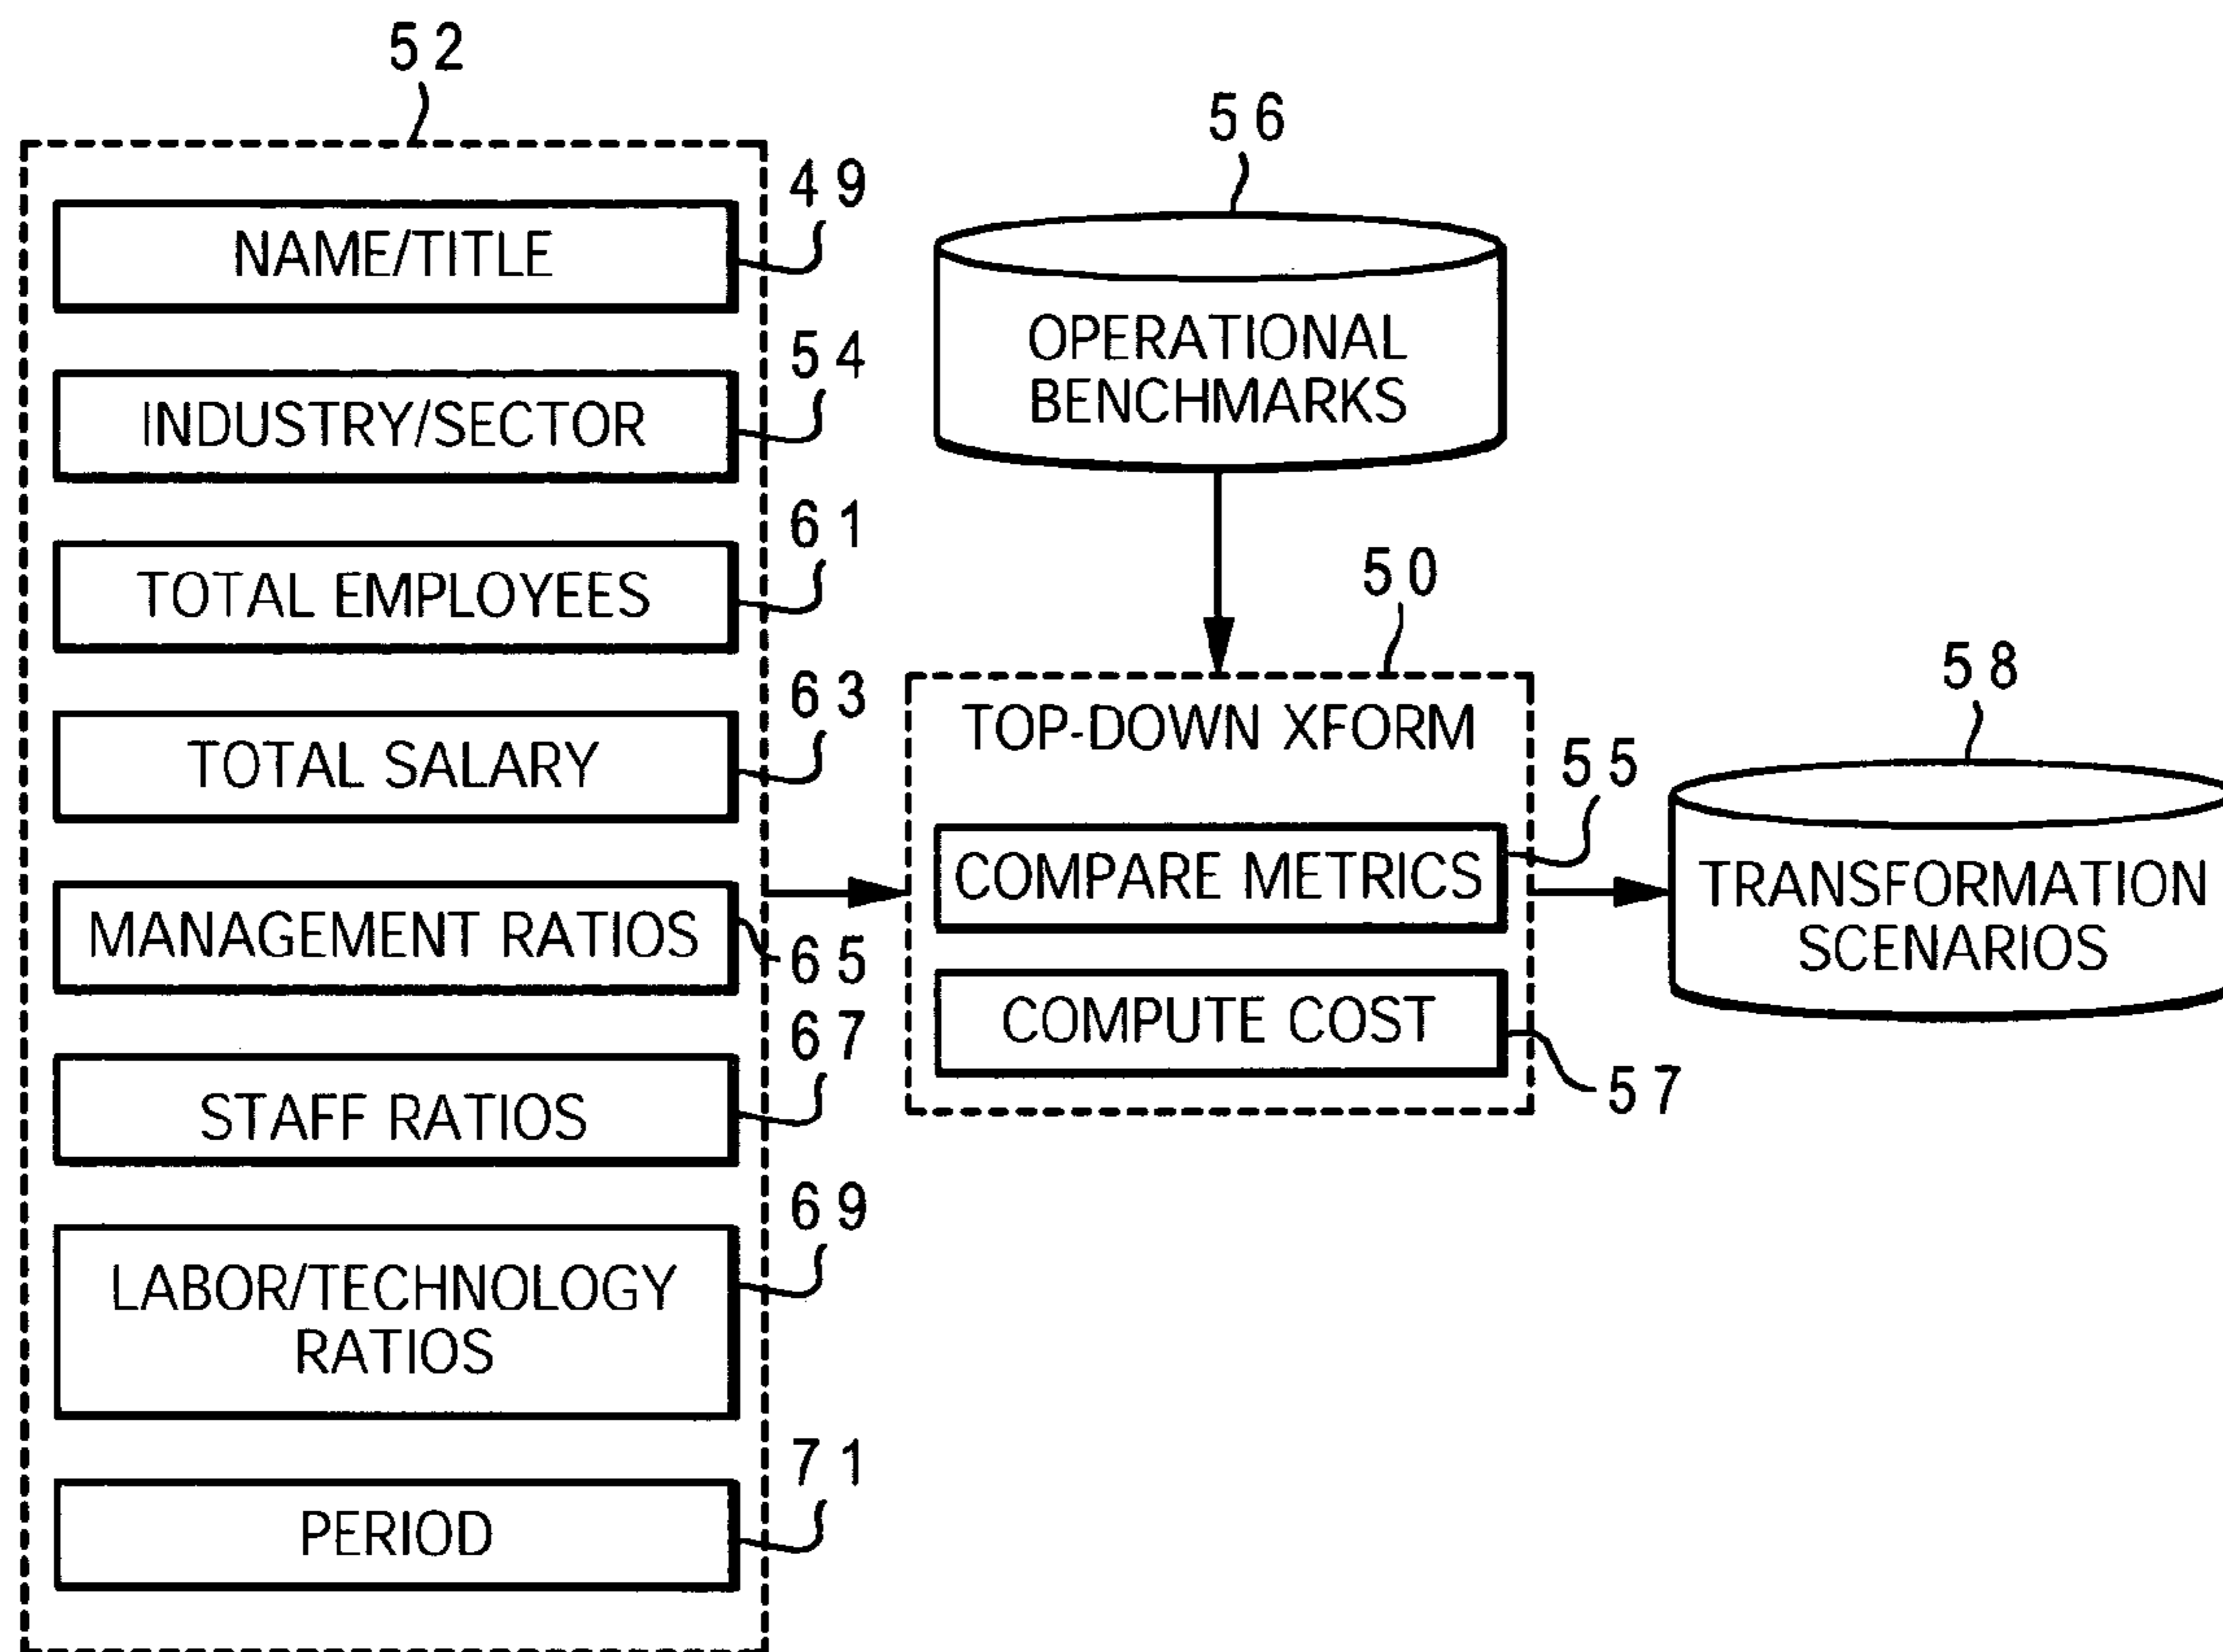 52
49
NAME/TITLE
54
INDUSTRY/SECTOR
61
TOTAL EMPLOYEES
63
TOTAL SALARY
MANAGEMENT RATIOS
65
67
STAFF RATIOS
69
LABOR/TECHNOLOGY
RATIOS
71
PERIOD
56
OPERATIONAL
BENCHMARKS
50
TOP-DOWN XFORM
55
COMPARE METRICS
COMPUTE COST
57
58
TRANSFORMATION
SCENARIOS